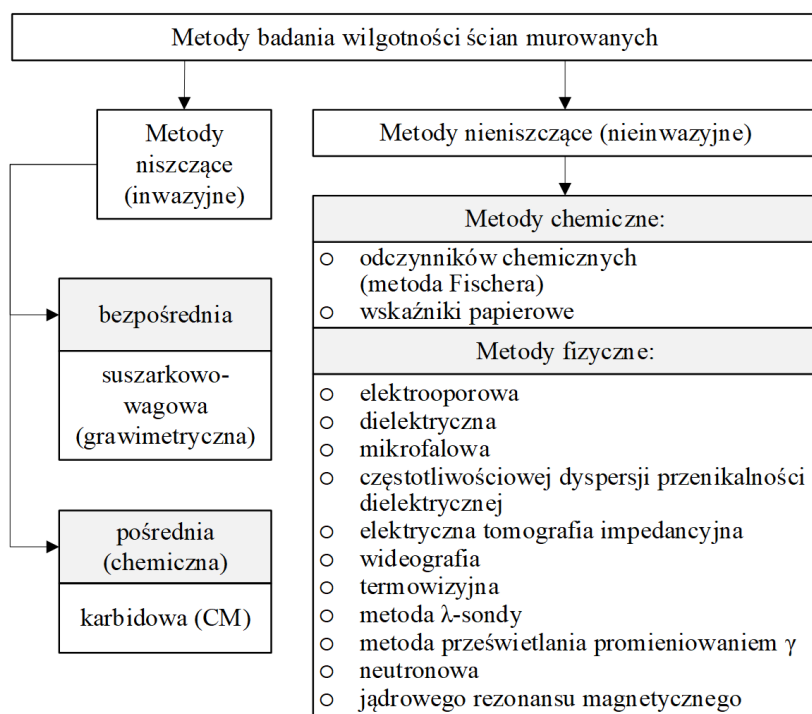 Metody badania wilgotności ścian murowanych
Metody
niszczące
(inwazyjne)
bezpośrednia
suszarkowo-
wagowa
(grawimetryczna)
pośrednia
(chemiczna)
karbidowa (CM)
Metody nieniszczące (nieinwazyjne)
Metody chemiczne:
○ odczynników chemicznych
(metoda Fischera)
○ wskaźniki papierowe
Metody fizyczne:
○ elektrooporowa
○ dielektryczna
○ mikrofalowa
○ częstotliwościowej dyspersji przenikalności
dielektrycznej
○ elektryczna tomografia impedancyjna
○ wideografia
○ termowizyjna
○ metoda λ-sondy
○ metoda prześwietlania promieniowaniem γ
○ neutronowa
○ jądrowego rezonansu magnetycznego